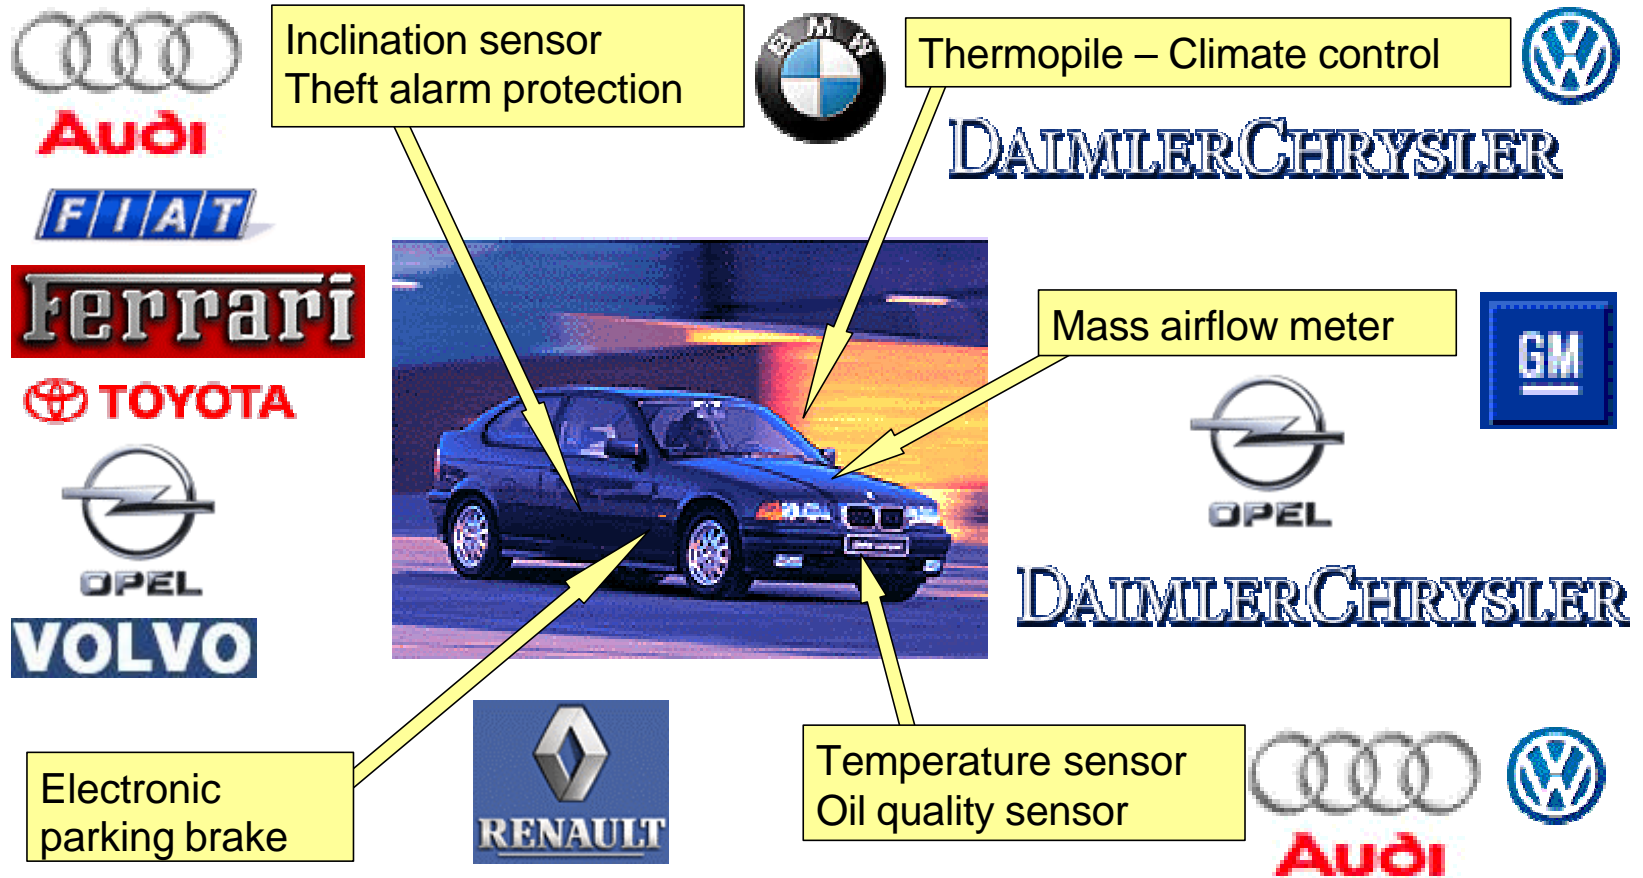 Inclination sensor
Theft alarm protection
BMW
Thermopile – Climate control
Audi
DAIMLERCHRYSLER
FIAT
Ferrari
Mass airflow meter
GM
TOYOTA
OPEL
OPEL
DAIMLERCHRYSLER
VOLVO
Electronic
parking brake
RENAULT
Temperature sensor
Oil quality sensor
Audi